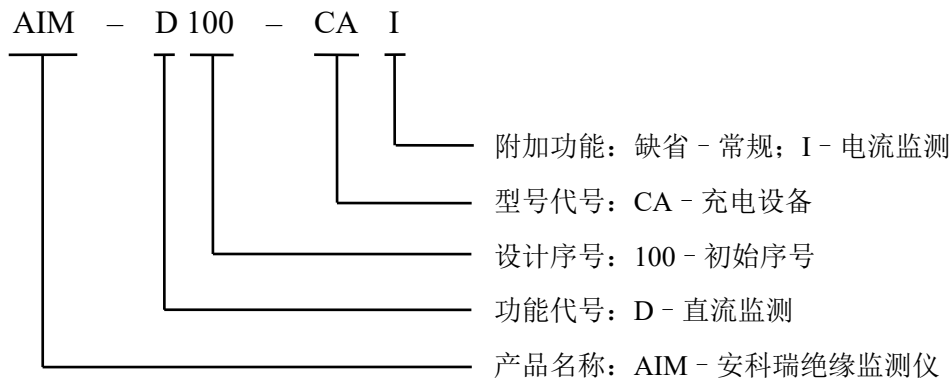 AIM – D 100 – CA I
附加功能：缺省–常规；I–电流监测
型号代号：CA–充电设备
设计序号：100–初始序号
功能代号：D–直流监测
产品名称：AIM–安科瑞绝缘监测仪